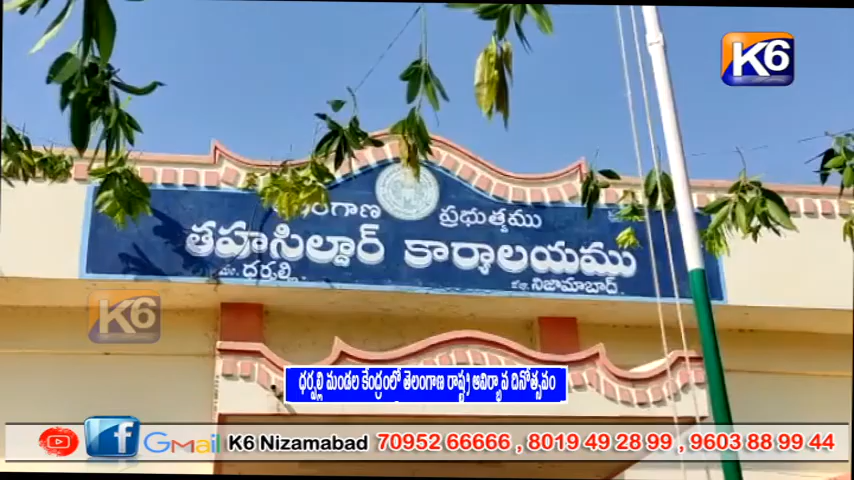 K6
తెలంగాణ ప్రభుత్వము
తహసిల్దార్ కార్యాలయము
మం. ధర్పల్లి. జిల్లా. నిజామాబాద్.
K6
ధర్పల్లి మండల కేంద్రంలో తెలంగాణ రాష్ట్ర ఆవిర్భావ దినోత్సవం
f Gmail K6 Nizamabad 70952 66666 , 8019 49 28 99 , 9603 88 99 44